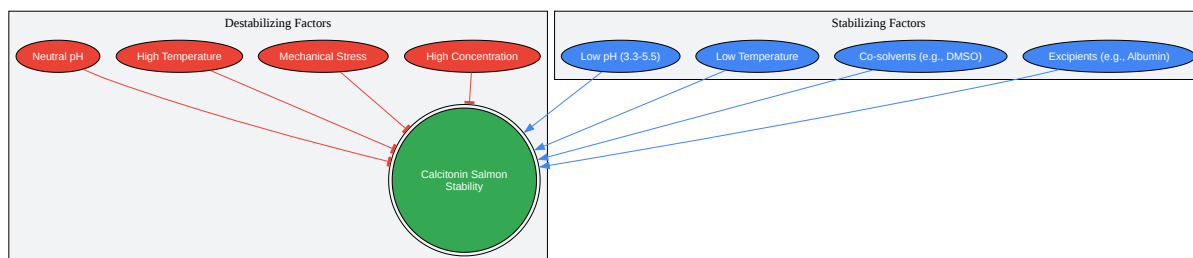 Destabilizing Factors
Neutral pH
High Temperature
Mechanical Stress
High Concentration
Stabilizing Factors
Low pH (3.3-5.5)
Low Temperature
Co-solvents (e.g., DMSO)
Excipients (e.g., Albumin)
Calcitonin Salmon
Stability